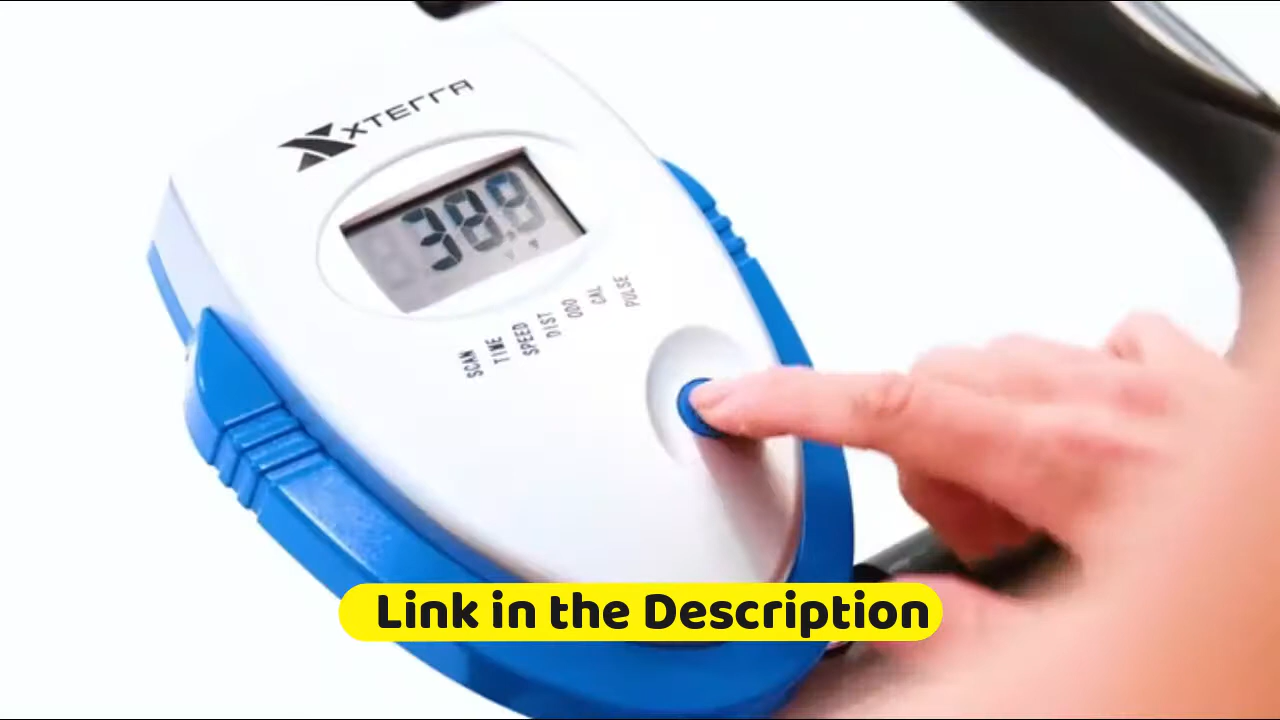 XTERRA
38.8
SCAN
TIME
SPEED
DIST
ODO
CAL
PULSE
Link in the Description